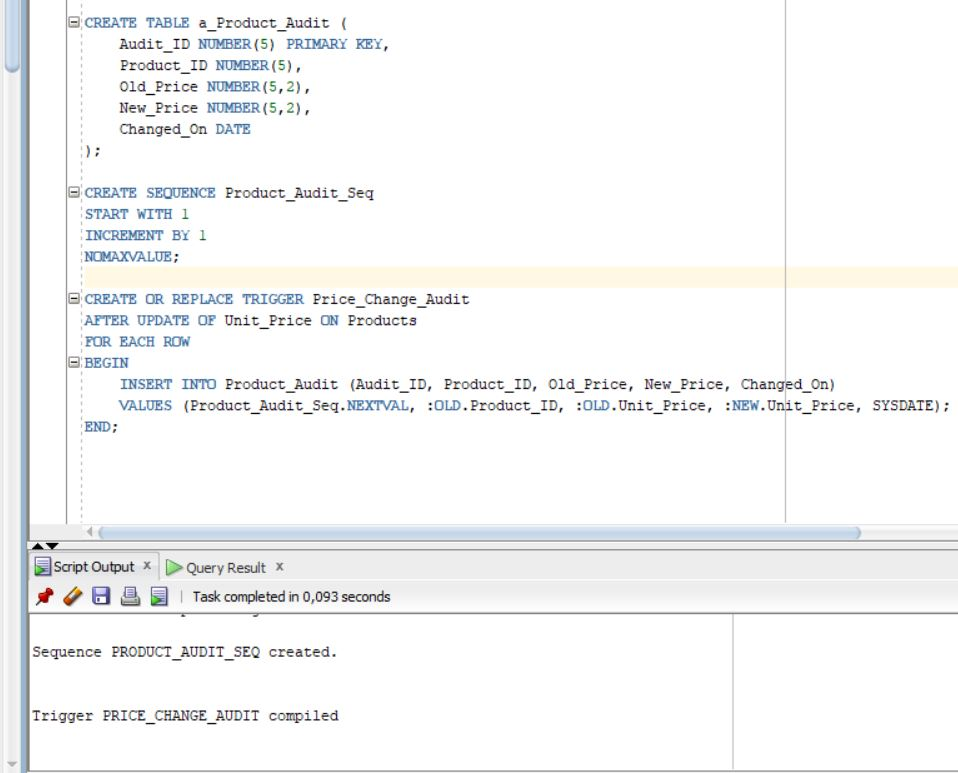 CREATE TABLE a_Product_Audit (
    Audit_ID NUMBER(5) PRIMARY KEY,
    Product_ID NUMBER(5),
    Old_Price NUMBER(5,2),
    New_Price NUMBER(5,2),
    Changed_On DATE
);
CREATE SEQUENCE Product_Audit_Seq
START WITH 1
INCREMENT BY 1
NOMAXVALUE;
CREATE OR REPLACE TRIGGER Price_Change_Audit
AFTER UPDATE OF Unit_Price ON Products
FOR EACH ROW
BEGIN
    INSERT INTO Product_Audit (Audit_ID, Product_ID, Old_Price, New_Price, Changed_On)
    VALUES (Product_Audit_Seq.NEXTVAL, :OLD.Product_ID, :OLD.Unit_Price, :NEW.Unit_Price, SYSDATE);
END;
Script Output x Query Result x
Task completed in 0,093 seconds
Sequence PRODUCT_AUDIT_SEQ created.
Trigger PRICE_CHANGE_AUDIT compiled